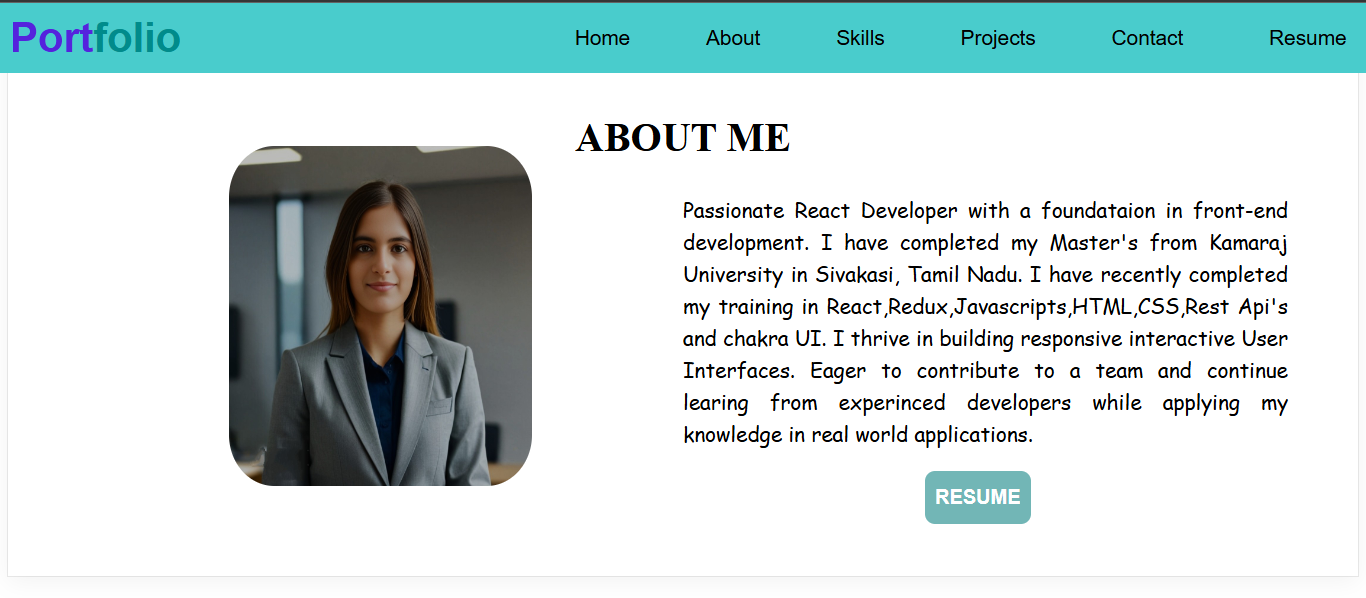 Portfolio Home About Skills Projects Contact Resume
ABOUT ME
Passionate React Developer with a foundataion in front-end
development. I have completed my Master's from Kamaraj
University in Sivakasi, Tamil Nadu. I have recently completed
my training in React,Redux,Javascripts,HTML,CSS,Rest Api's
and chakra UI. I thrive in building responsive interactive User
Interfaces. Eager to contribute to a team and continue
learing from experinced developers while applying my
knowledge in real world applications.
RESUME